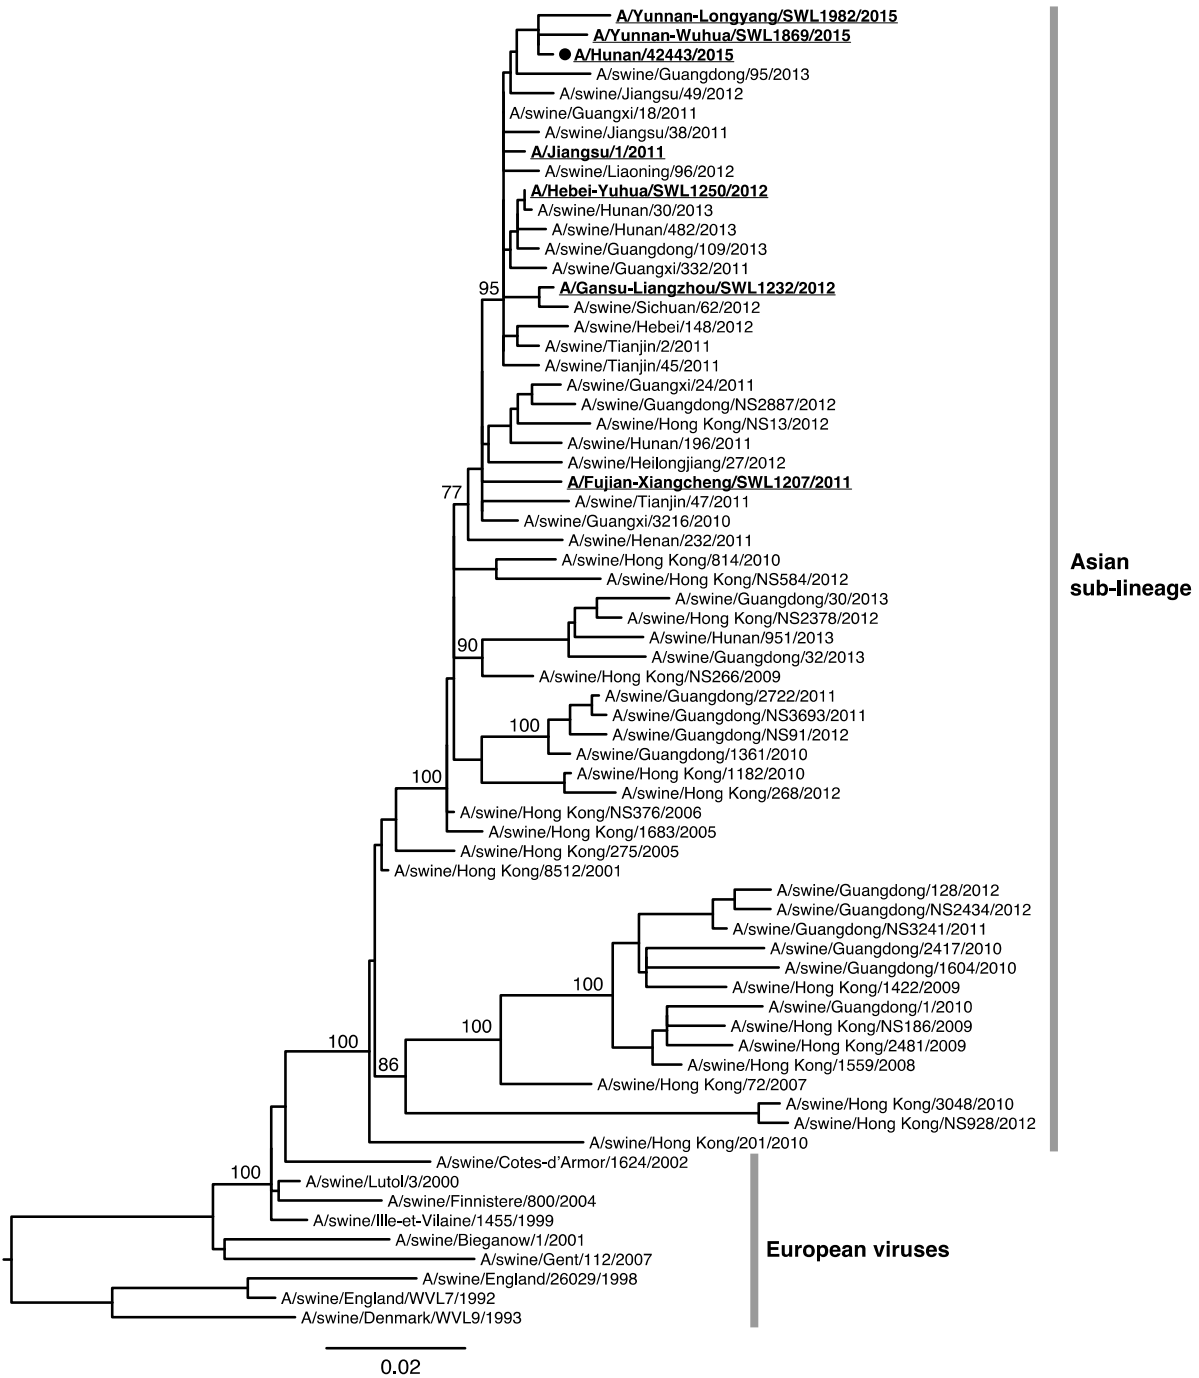 A/Yunnan-Longyang/SWL1982/2015
A/Yunnan-Wuhua/SWL1869/2015
A/Hunan/42443/2015
A/swine/Guangdong/95/2013
A/swine/Jiangsu/49/2012
A/swine/Guangxi/18/2011
A/swine/Jiangsu/38/2011
A/Jiangsu/1/2011
A/swine/Liaoning/96/2012
A/Hebei-Yuhua/SWL1250/2012
A/swine/Hunan/30/2013
A/swine/Hunan/482/2013
A/swine/Guangdong/109/2013
A/swine/Guangxi/332/2011
95
A/Gansu-Liangzhou/SWL1232/2012
A/swine/Sichuan/62/2012
A/swine/Hebei/148/2012
A/swine/Tianjin/2/2011
A/swine/Tianjin/45/2011
A/swine/Guangxi/24/2011
A/swine/Guangdong/NS2887/2012
A/swine/Hong Kong/NS13/2012
A/swine/Hunan/196/2011
A/swine/Heilongjiang/27/2012
A/Fujian-Xiangcheng/SWL1207/2011
77
A/swine/Tianjin/47/2011
A/swine/Guangxi/3216/2010
A/swine/Henan/232/2011
A/swine/Hong Kong/814/2010
A/swine/Hong Kong/NS584/2012
Asian
sub-lineage
A/swine/Guangdong/30/2013
A/swine/Hong Kong/NS2378/2012
A/swine/Hunan/951/2013
90
A/swine/Guangdong/32/2013
A/swine/Hong Kong/NS266/2009
A/swine/Guangdong/2722/2011
A/swine/Guangdong/NS3693/2011
100
A/swine/Guangdong/NS91/2012
A/swine/Guangdong/1361/2010
A/swine/Hong Kong/1182/2010
100
A/swine/Hong Kong/268/2012
A/swine/Hong Kong/NS376/2006
A/swine/Hong Kong/1683/2005
A/swine/Hong Kong/275/2005
A/swine/Hong Kong/8512/2001
A/swine/Guangdong/128/2012
A/swine/Guangdong/NS2434/2012
A/swine/Guangdong/NS3241/2011
A/swine/Guangdong/2417/2010
A/swine/Guangdong/1604/2010
100
A/swine/Hong Kong/1422/2009
A/swine/Guangdong/1/2010
100
A/swine/Hong Kong/NS186/2009
A/swine/Hong Kong/2481/2009
100
86
A/swine/Hong Kong/1559/2008
A/swine/Hong Kong/72/2007
A/swine/Hong Kong/3048/2010
A/swine/Hong Kong/NS928/2012
A/swine/Hong Kong/201/2010
A/swine/Cotes-d'Armor/1624/2002
100
A/swine/Lutol/3/2000
A/swine/Finnistere/800/2004
A/swine/Ille-et-Vilaine/1455/1999
A/swine/Bieganow/1/2001
European viruses
A/swine/Gent/112/2007
A/swine/England/26029/1998
A/swine/England/WVL7/1992
A/swine/Denmark/WVL9/1993
0.02